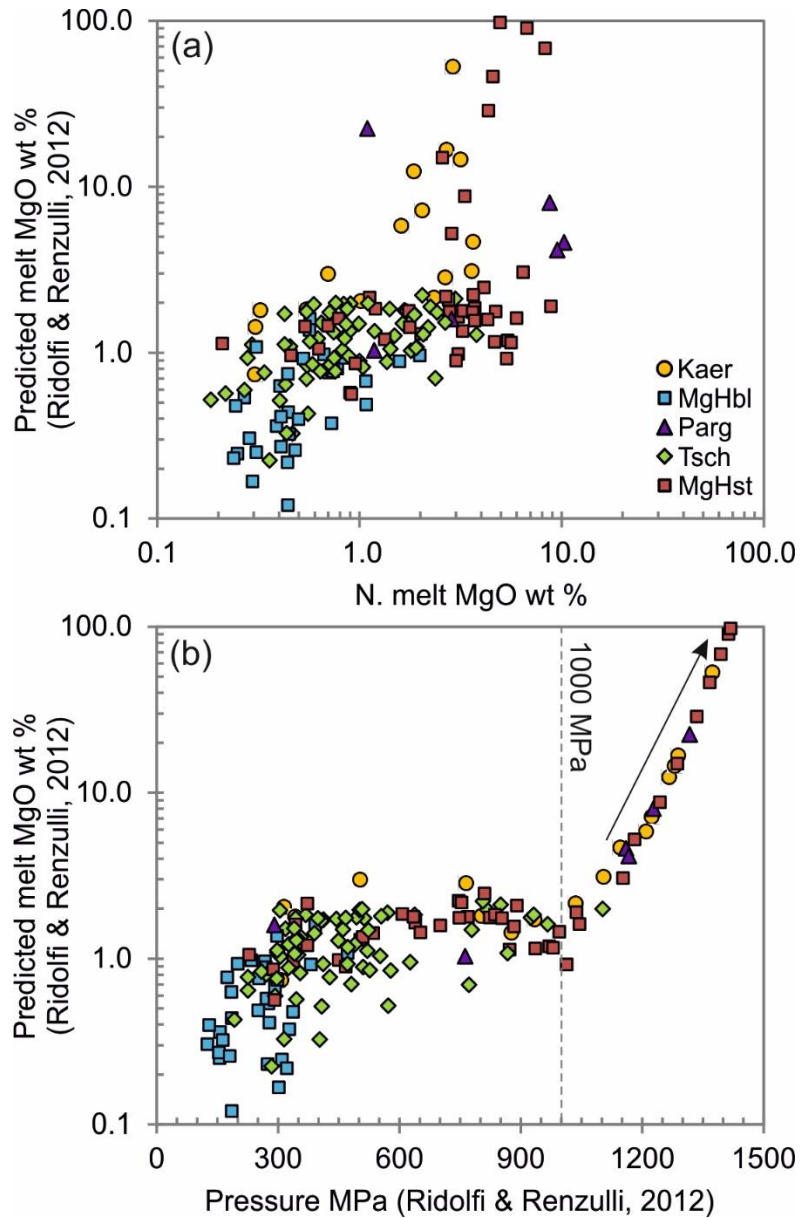 (a)
Predicted melt MgO wt %
(Ridolfi & Renzulli, 2012)
100.0
10.0
1.0
0.1
Kaer
MgHbl
Parg
Tsch
MgHst
0.1
1.0
10.0
100.0
N. melt MgO wt %
(b)
Predicted melt MgO wt %
(Ridolfi & Renzulli, 2012)
100.0
10.0
1.0
0.1
1000 MPa
0
300
600
900
1200
1500
Pressure MPa (Ridolfi & Renzulli, 2012)